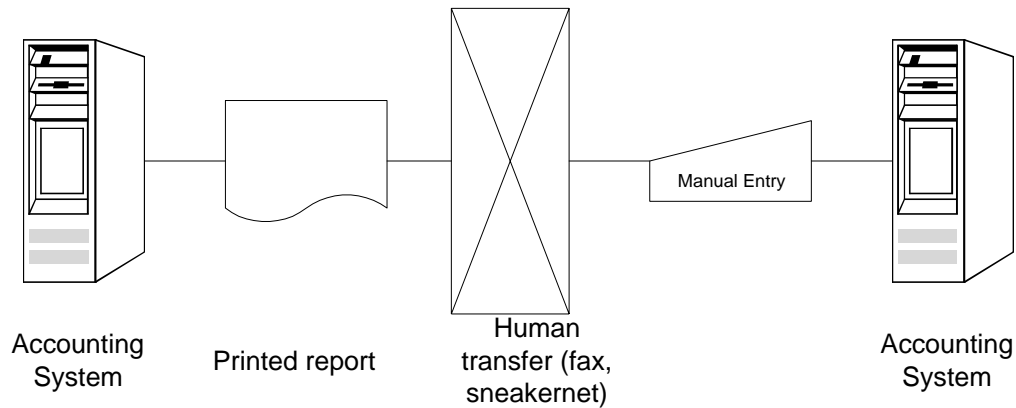 Manual Entry
Accounting
System
Printed report
Human
transfer (fax,
sneakernet)
Accounting
System